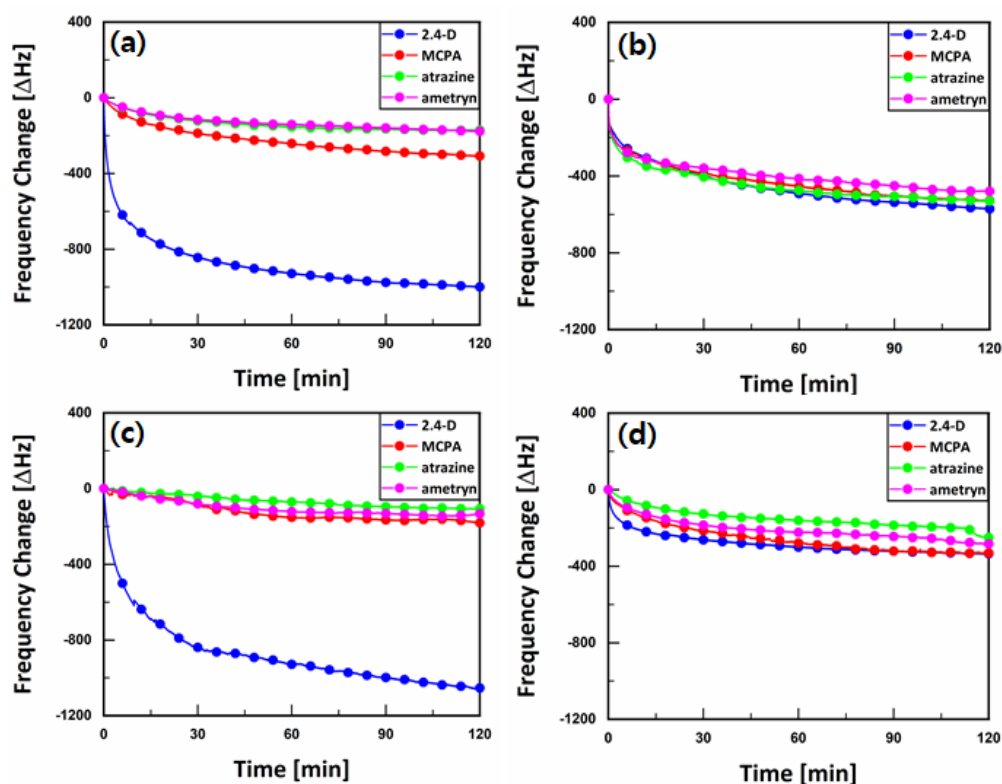 (a)
2.4-D
MCPA
atrazine
ametryn
400
0
-400
-800
-1200
Frequency Change [ΔHz]
0 30 60 90 120
Time [min]
(b)
2.4-D
MCPA
atrazine
ametryn
400
0
-400
-800
-1200
Frequency Change [ΔHz]
0 30 60 90 120
Time [min]
(c)
2.4-D
MCPA
atrazine
ametryn
400
0
-400
-800
-1200
Frequency Change [ΔHz]
0 30 60 90 120
Time [min]
(d)
2.4-D
MCPA
atrazine
ametryn
400
0
-400
-800
-1200
Frequency Change [ΔHz]
0 30 60 90 120
Time [min]